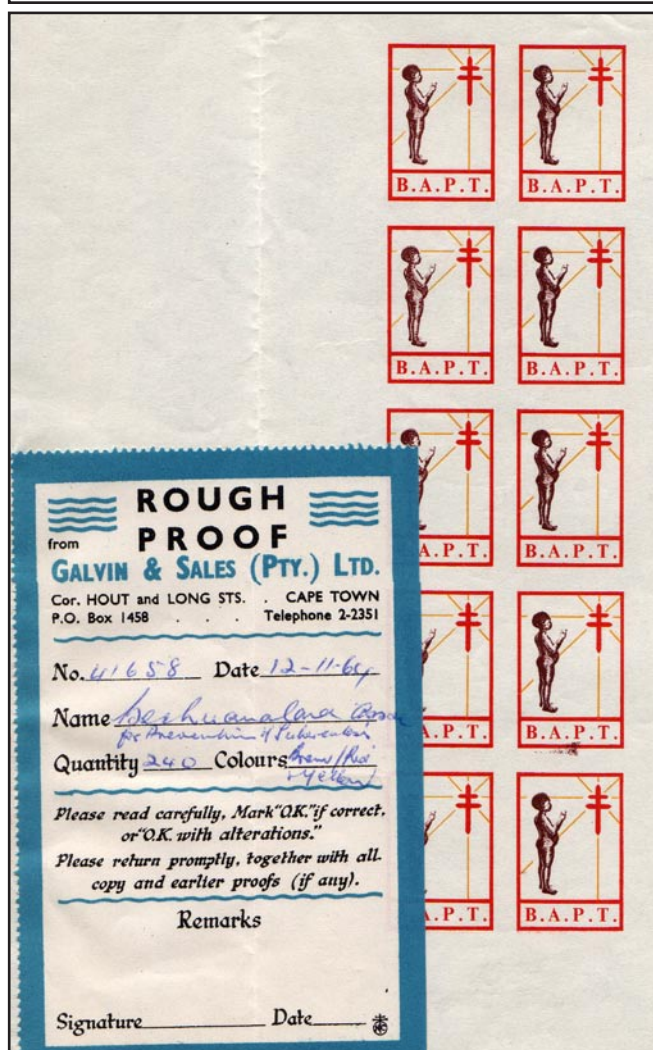 B.A.P.T. B.A.P.T.
B.A.P.T. B.A.P.T.
A.P.T. B.A.P.T.
A.P.T. B.A.P.T.
A.P.T. B.A.P.T.
ROUGH
PROOF
from
GALVIN & SALES (PTY.) LTD.
Cor. HOUT and LONG STS. . CAPE TOWN
P.O. Box 1458 . . . Telephone 2-2351
No. 41658 Date 12-11-64
Name Bechuanaland Assn
for Prevention of Tuberculosis
Quantity 240 Colours Brown/Red
+ Yellow
Please read carefully, Mark "O.K." if correct,
or "O.K. with alterations."
Please return promptly, together with all
copy and earlier proofs (if any).
Remarks
Signature Date